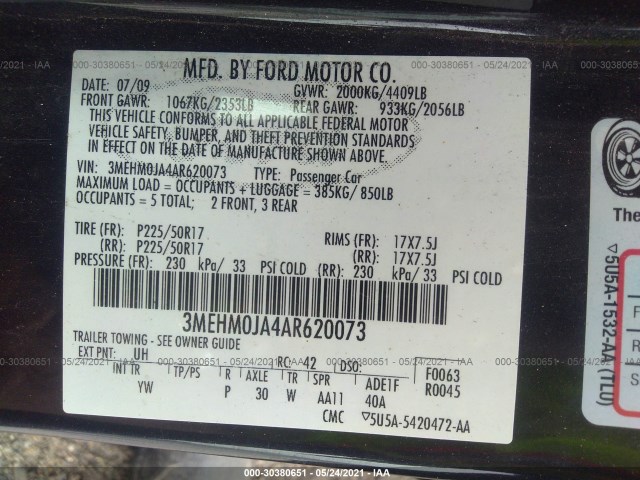 000-30380651 - 05/24/2021 - IAA 000-30380651 - 05/24/2021 - IAA 000-30380651 - 05/24/2021 - IAA
MFD. BY FORD MOTOR CO.
DATE: 07/09 GVWR: 2000KG/4409LB
FRONT GAWR: 1067KG/2353LB REAR GAWR: 933KG/2056LB
THIS VEHICLE CONFORMS TO ALL APPLICABLE FEDERAL MOTOR
VEHICLE SAFETY, BUMPER, AND THEFT PREVENTION STANDARDS
IN EFFECT ON THE DATE OF MANUFACTURE SHOWN ABOVE.
VIN: 3MEHM0JA4AR620073 TYPE: Passenger Car
MAXIMUM LOAD = OCCUPANTS + LUGGAGE = 385KG/ 850LB
OCCUPANTS = 5 TOTAL: 2 FRONT, 3 REAR
TIRE (FR): P225/50R17 RIMS (FR): 17X7.5J
(RR): P225/50R17 (RR): 17X7.5J
PRESSURE (FR): 230 kPa/ 33 PSI COLD (RR): 230 kPa/ 33 PSI COLD
3MEHM0JA4AR620073
TRAILER TOWING - SEE OWNER GUIDE
EXT PNT: UH RC: 42 DSO: F0063
INT TR TP/PS R AXLE TR SPR ADE1F R0045
YW P 30 W AA11 40A
CMC ▽5U5A-5420472-AA
The
▽5U5A-1532-AA (TL0)
F
R
S
000-30380651 - 05/24/2021 - IAA